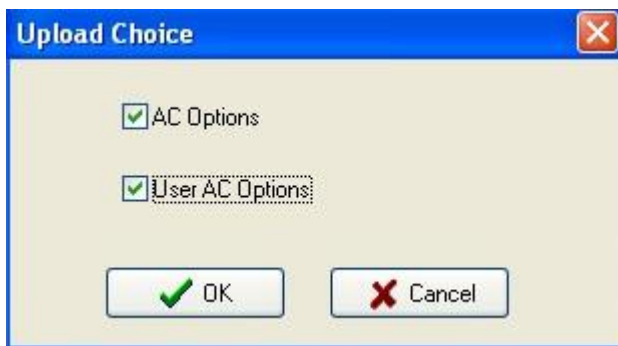 Upload Choice
AC Options
User AC Options
OK Cancel